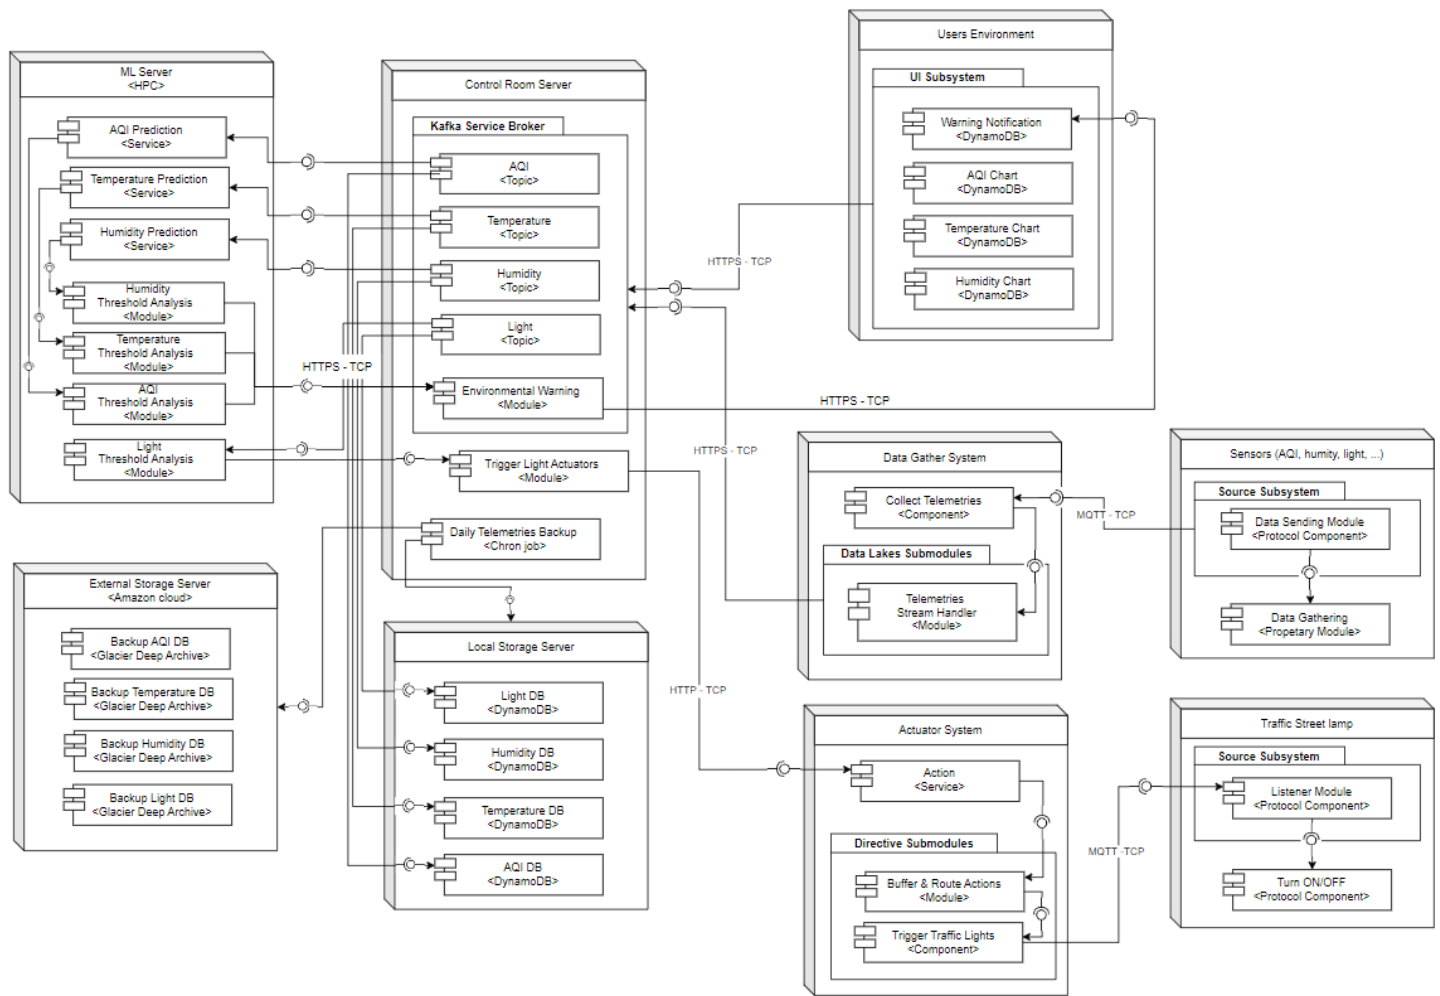 ML Server
<HPC>
AQI Prediction
<Service>
Temperature Prediction
<Service>
Humidity Prediction
<Service>
Humidity
Threshold Analysis
<Module>
Temperature
Threshold Analysis
<Module>
AQI
Threshold Analysis
<Module>
Light
Threshold Analysis
<Module>
HTTPS - TCP
Control Room Server
Kafka Service Broker
AQI
<Topic>
Temperature
<Topic>
Humidity
<Topic>
Light
<Topic>
Environmental Warning
<Module>
Trigger Light Actuators
<Module>
Daily Telemetries Backup
<Chron job>
Users Environment
UI Subsystem
Warning Notification
<DynamoDB>
AQI Chart
<DynamoDB>
Temperature Chart
<DynamoDB>
Humidity Chart
<DynamoDB>
HTTPS - TCP
HTTPS - TCP
HTTPS - TCP
Data Gather System
Collect Telemetries
<Component>
Data Lakes Submodules
Telemetries
Stream Handler
<Module>
MQTT - TCP
Sensors (AQI, humity, light, ...)
Source Subsystem
Data Sending Module
<Protocol Component>
Data Gathering
<Propetary Module>
External Storage Server
<Amazon cloud>
Backup AQI DB
<Glacier Deep Archive>
Backup Temperature DB
<Glacier Deep Archive>
Backup Humidity DB
<Glacier Deep Archive>
Backup Light DB
<Glacier Deep Archive>
Local Storage Server
Light DB
<DynamoDB>
Humidity DB
<DynamoDB>
Temperature DB
<DynamoDB>
AQI DB
<DynamoDB>
HTTP - TCP
Actuator System
Action
<Service>
Directive Submodules
Buffer & Route Actions
<Module>
Trigger Traffic Lights
<Component>
MQTT -TCP
Traffic Street lamp
Source Subsystem
Listener Module
<Protocol Component>
Turn ON/OFF
<Protocol Component>